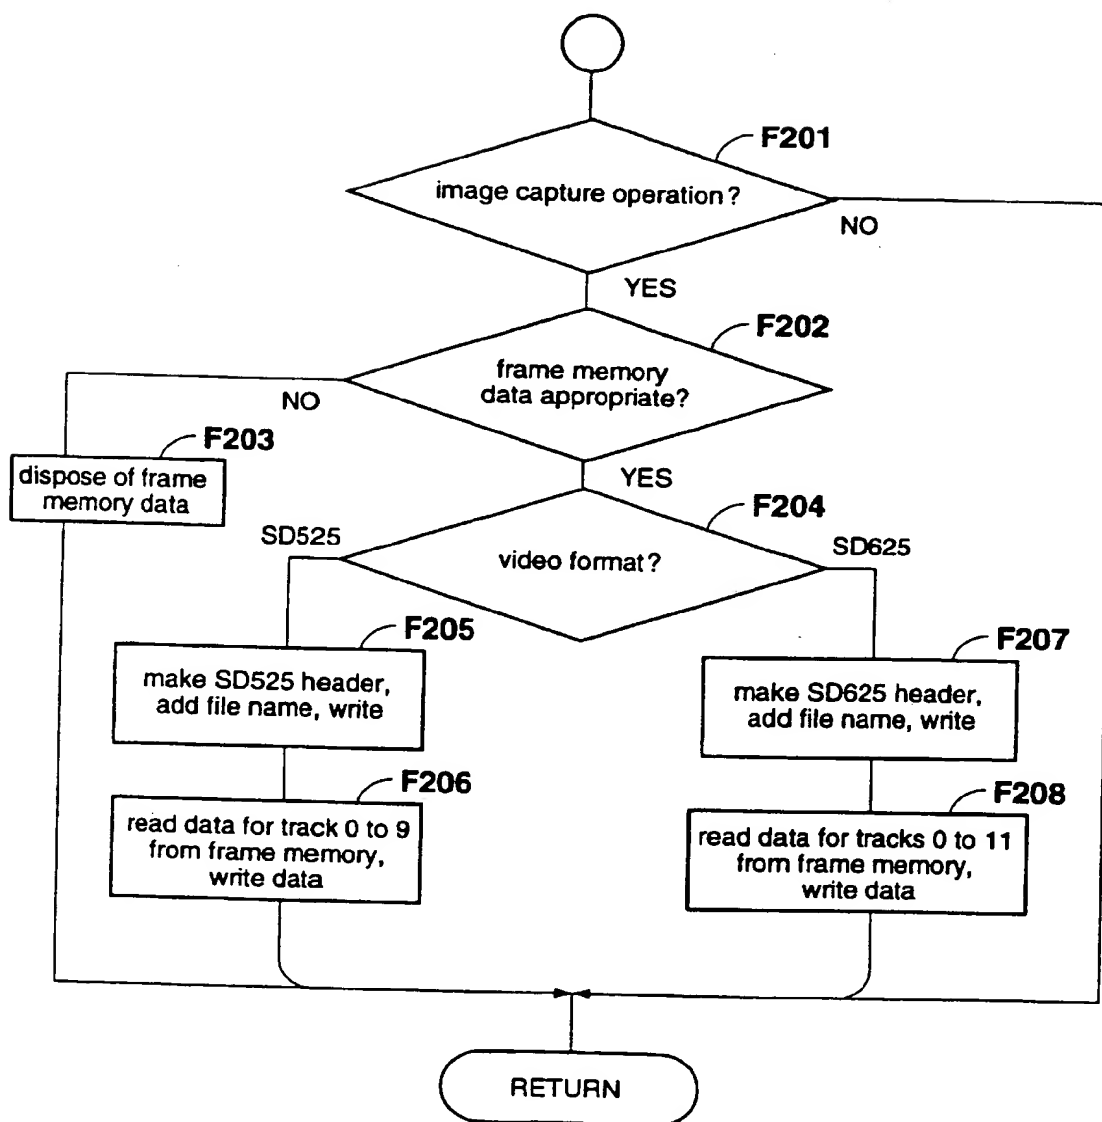 F201
image capture operation?
NO
YES
F202
frame memory
data appropriate?
NO
F203
YES
dispose of frame
memory data
F204
SD525
video format?
SD625
F205
F207
make SD525 header,
add file name, write
make SD625 header,
add file name, write
F206
F208
read data for track 0 to 9
from frame memory,
write data
read data for tracks 0 to 11
from frame memory,
write data
RETURN